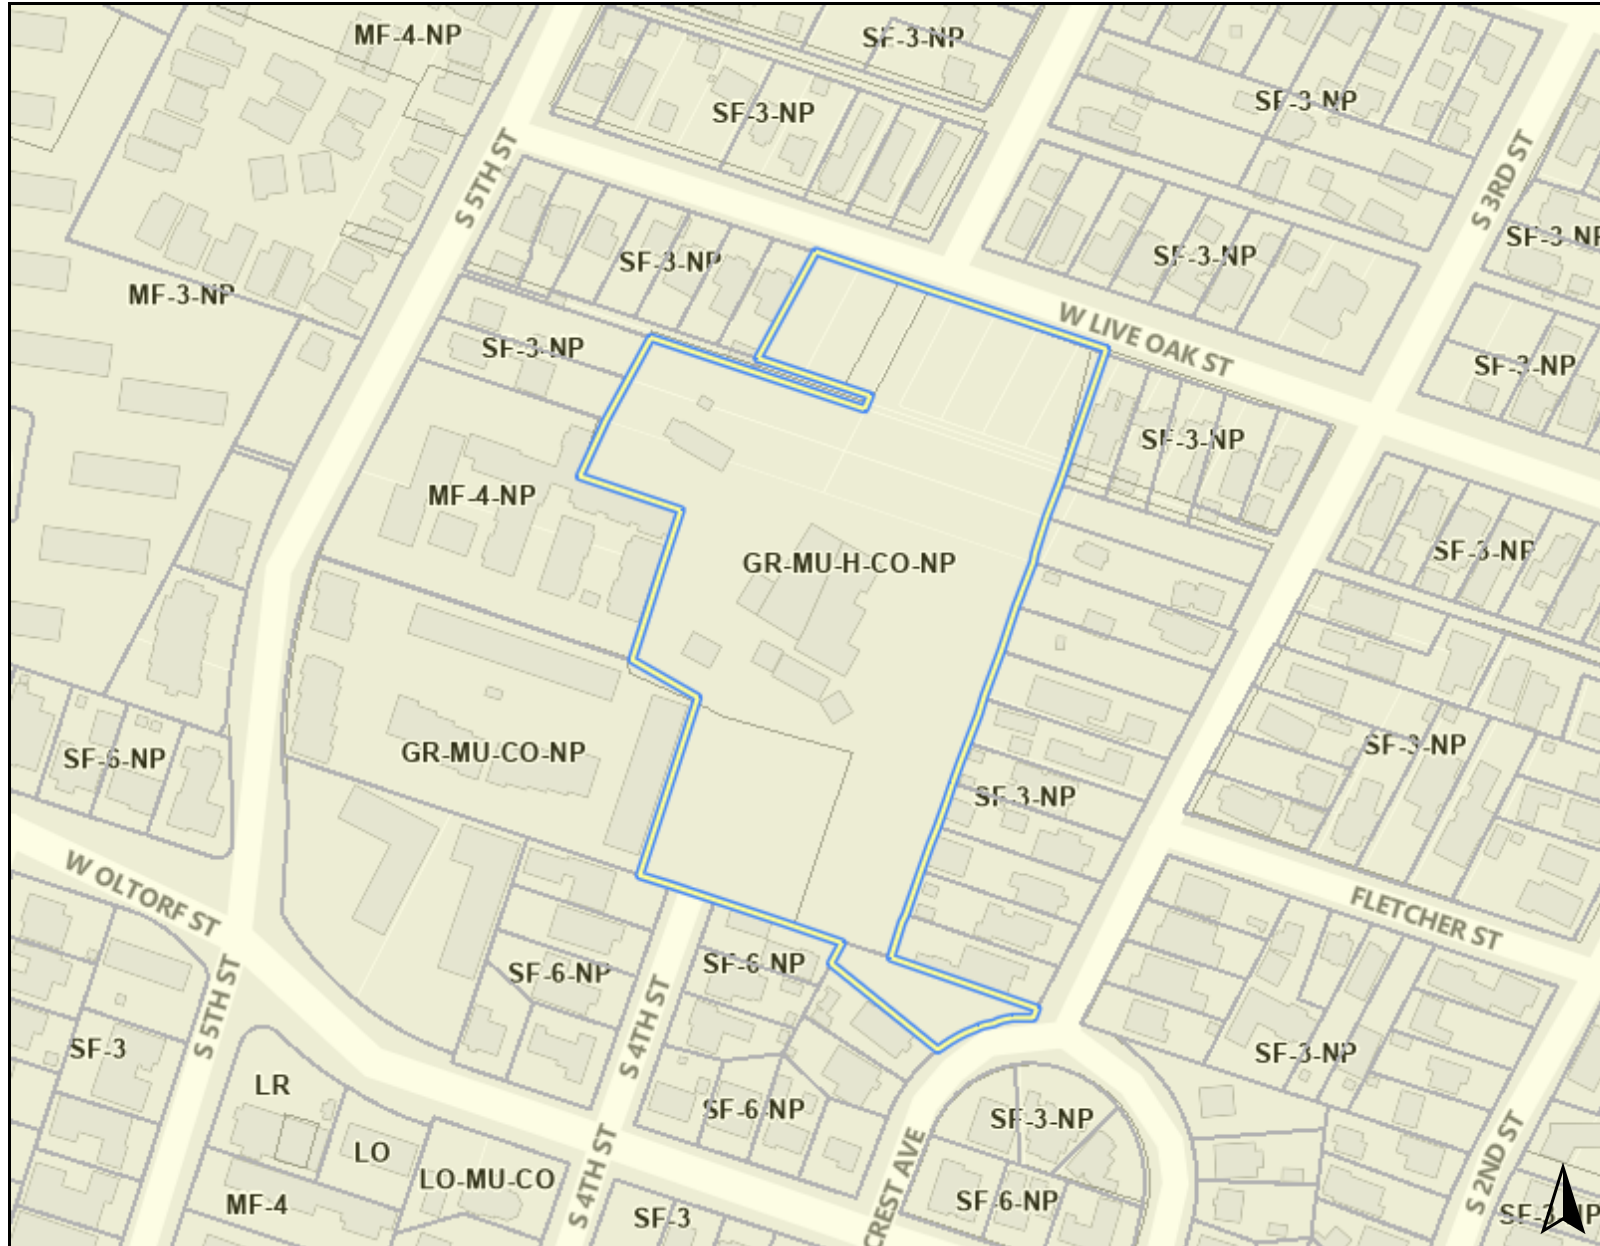 MF-4-NP
SF-3-NP
SF-3-NP
SF-3-NP
S 5TH ST
S 3RD ST
SF-3-NP
SF-3-NP
SF-3-NP
MF-3-NP
W LIVE OAK ST
SF-3-NP
SF-3-NP
SF-3-NP
MF-4-NP
SF-3-NP
GR-MU-H-CO-NP
GR-MU-CO-NP
SF-6-NP
SF-3-NP
SF-3-NP
W OLTORF ST
FLETCHER ST
SF-6-NP
SF-6-NP
S 5TH ST
S 4TH ST
SF-3
SF-3-NP
LR
SF-6-NP
SF-3-NP
LO
LO-MU-CO
S 4TH ST
CREST AVE
S 2ND ST
MF-4
SF-3
SF-6-NP
SF-3-NP